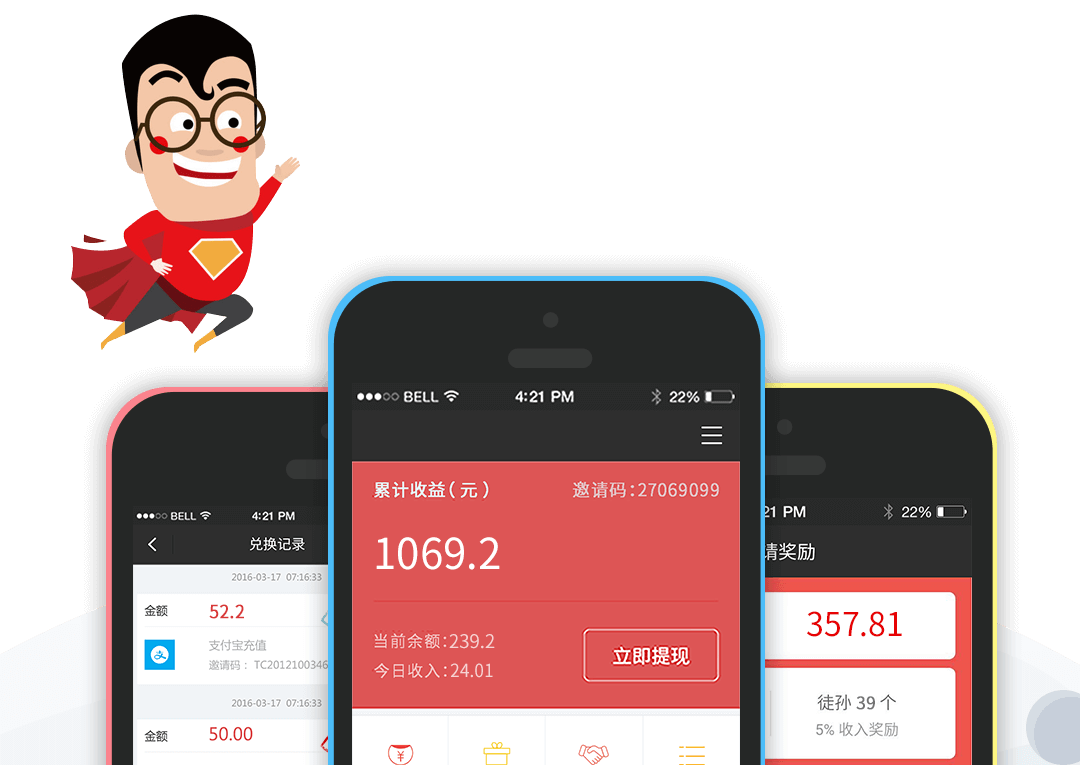 BELL 4:21 PM 22%
累计收益(元) 邀请码:27069099
1069.2
当前余额:239.2
今日收入:24.01
立即提现
BELL 4:21 PM
兑换记录
2016-03-17 07:16:33
金额 52.2
支付宝充值
邀请码: TC2012100346
2016-03-17 07:16:33
金额 50.00
21 PM 22%
请奖励
357.81
徒孙 39 个
5% 收入奖励